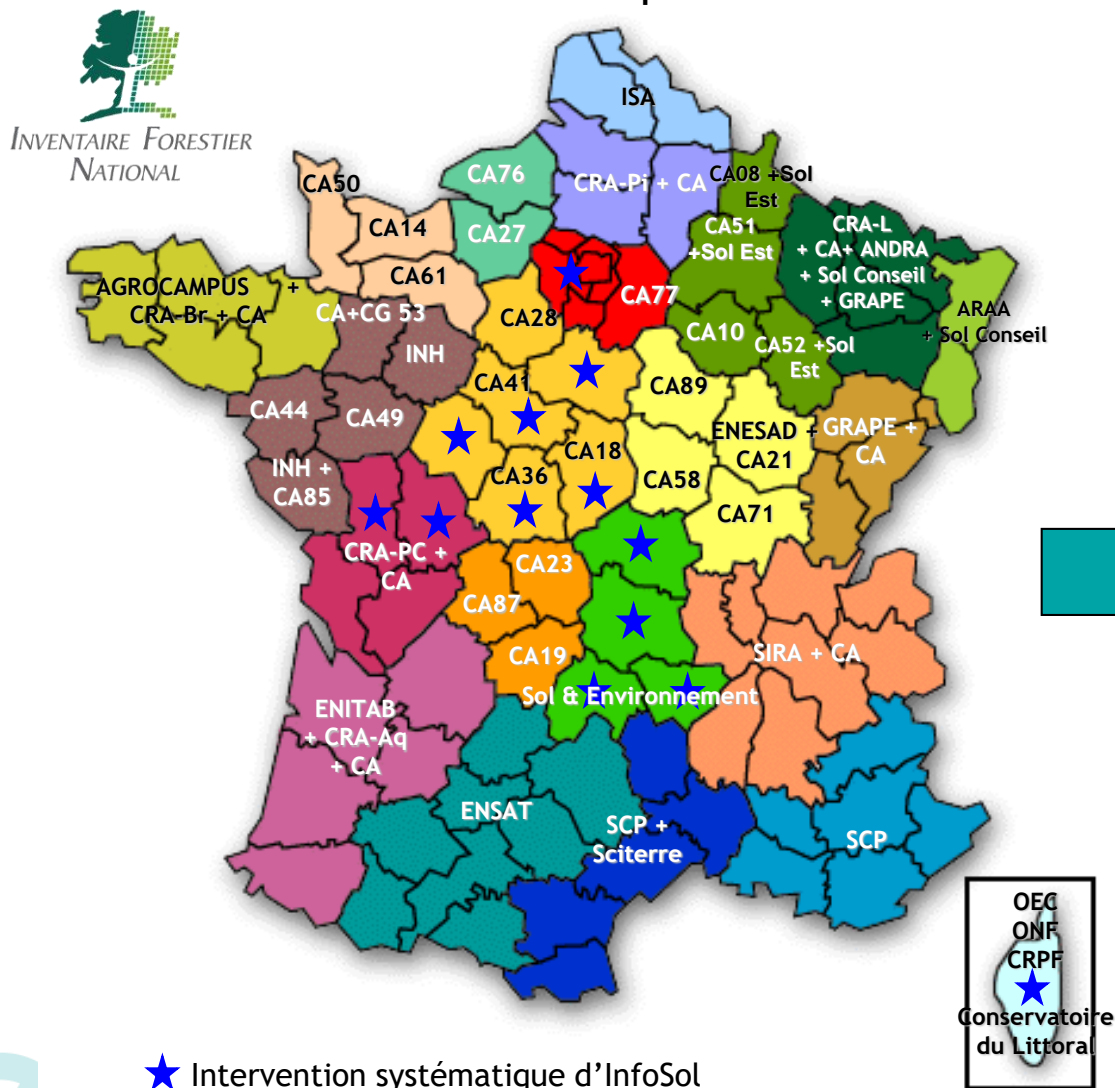 INVENTAIRE FORESTIER
NATIONAL
ISA
CA50
CA76
CRA-Pi + CA
CA08 +Sol
Est
CA14
CA27
CA51
+Sol Est
CRA-L
+ CA+ ANDRA
+ Sol Conseil
+ GRAPE
CA61
AGROCAMPUS +
CRA-Br + CA
CA+CG 53
CA28
CA77
ARAA
+ Sol Conseil
INH
CA10
CA52 +Sol
Est
CA41
CA89
CA44
CA49
ENESAD +
CA21
GRAPE +
CA
CA18
INH +
CA85
CA36
CA58
CA71
CRA-PC +
CA
CA23
CA87
CA19
SIRA + CA
Sol & Environnement
ENITAB
+ CRA-Aq
+ CA
ENSAT
SCP +
Sciterre
SCP
OEC
ONF
CRPF
Conservatoire
du Littoral
Intervention systématique d'InfoSol